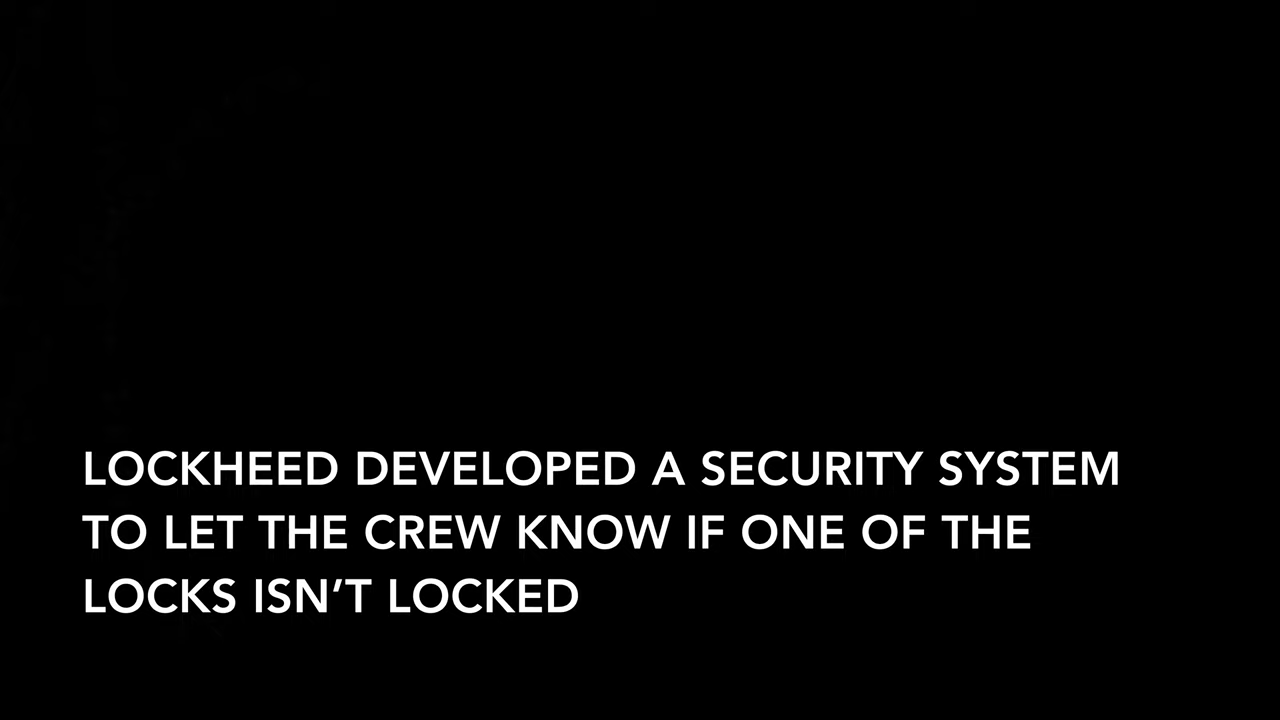 LOCKHEED DEVELOPED A SECURITY SYSTEM
TO LET THE CREW KNOW IF ONE OF THE
LOCKS ISN’T LOCKED